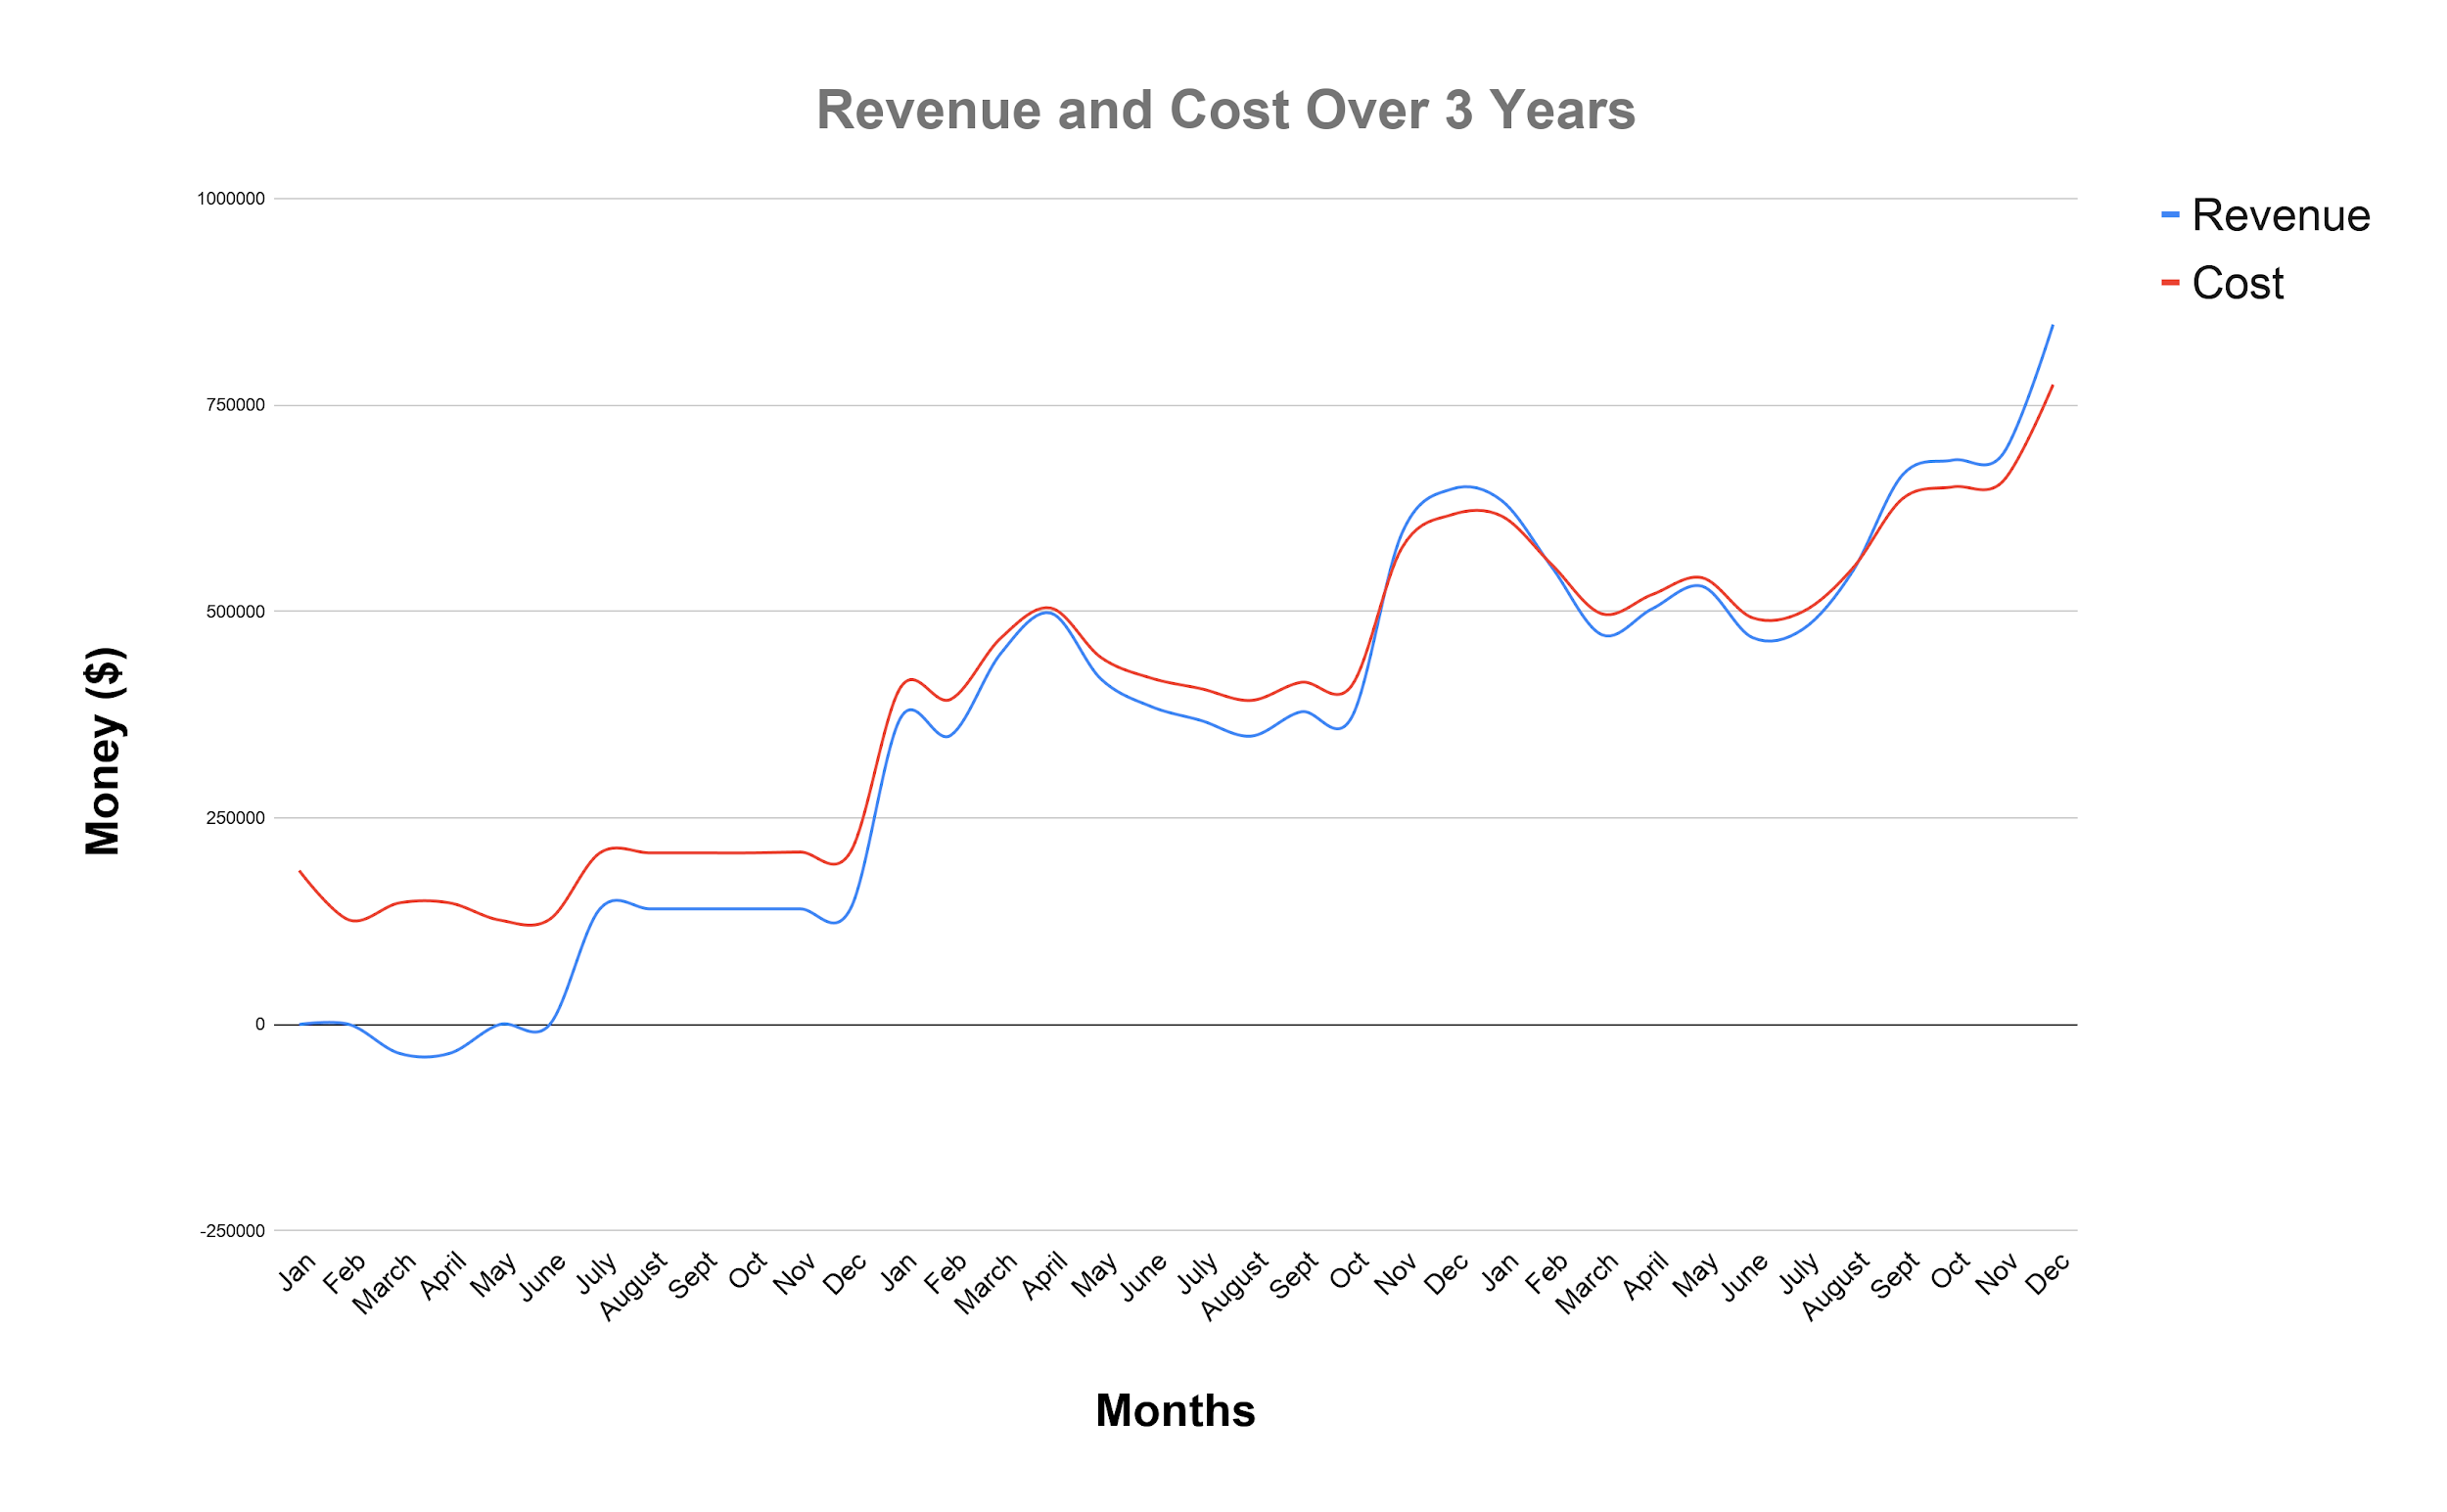 Revenue and Cost Over 3 Years
1000000
750000
500000
250000
0
-250000
Money ($)
Revenue
Cost
Jan
Feb
March
April
May
June
July
August
Sept
Oct
Nov
Dec
Jan
Feb
March
April
May
June
July
August
Sept
Oct
Nov
Dec
Jan
Feb
March
April
May
June
July
August
Sept
Oct
Nov
Dec
Months